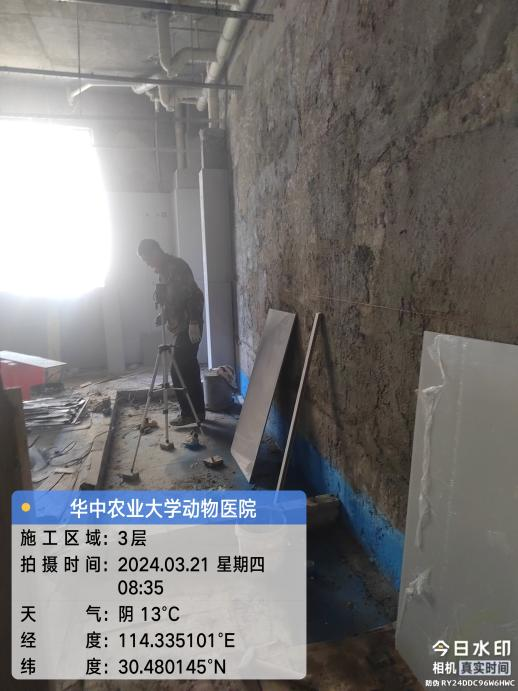 华中农业大学动物医院
施工区域：3层
拍摄时间：2024.03.21 星期四
08:35
天气：阴 13°C
经度：114.335101°E
纬度：30.480145°N
今日水印
相机 真实时间
防伪 RY24DDC96W6HWC